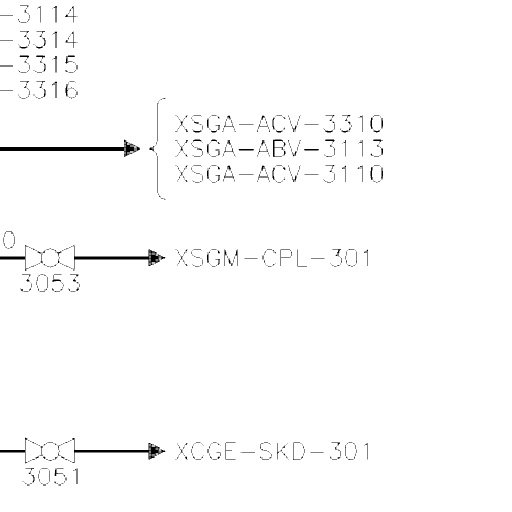 -3114
-3314
-3315
-3316
XSGA-ACV-3310
XSGA-ABV-3113
XSGA-ACV-3110
0
XSGM-CPL-301
3053
XCGE-SKD-301
3051